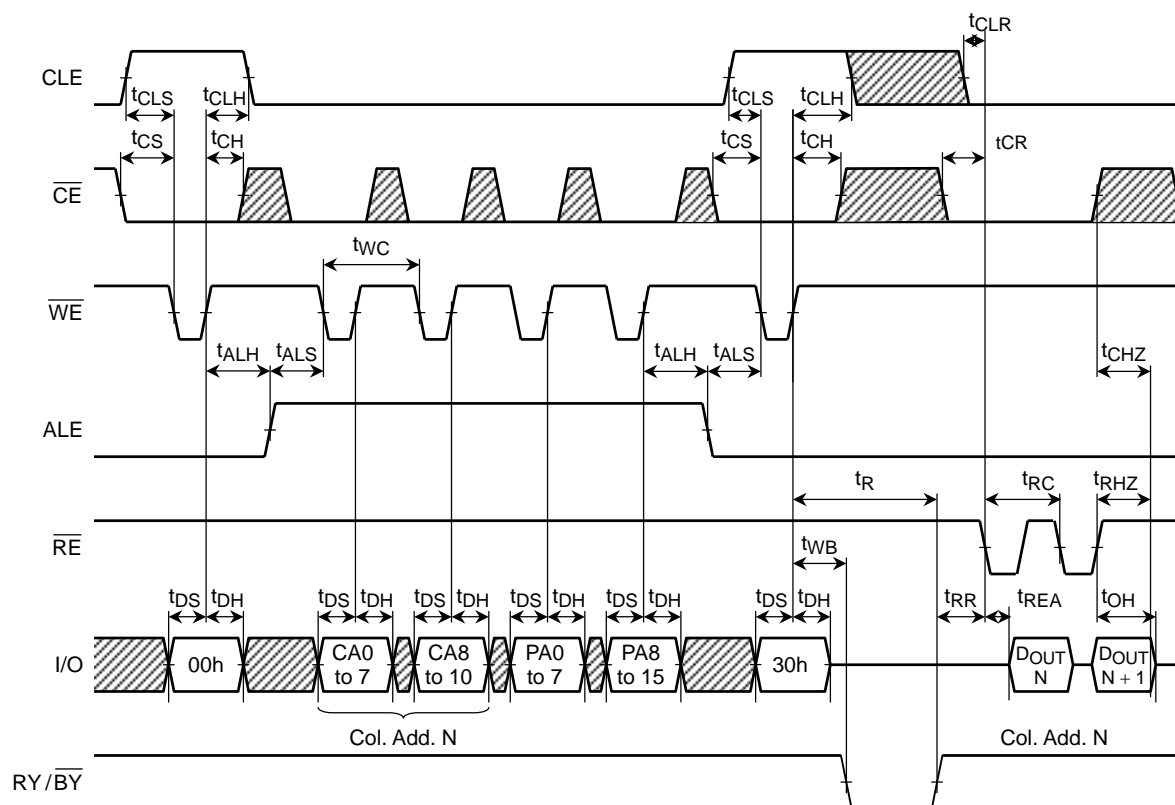 tCLR
CLE
tCLS
tCLH
tCLS
tCLH
tCS
tCH
tCS
tCH
tCR
CE
tWC
WE
tALH
tALS
tALH
tALS
tCHZ
ALE
tR
tRC
tRHZ
RE
tWB
tDS
tDH
tDS
tDH
tDS
tDH
tDS
tDH
tDS
tDH
tDS
tDH
tRR
tREA
tOH
I/O
00h
CA0
to 7
CA8
to 10
PA0
to 7
PA8
to 15
30h
DOUT
N
DOUT
N + 1
Col. Add. N
Col. Add. N
RY/BY